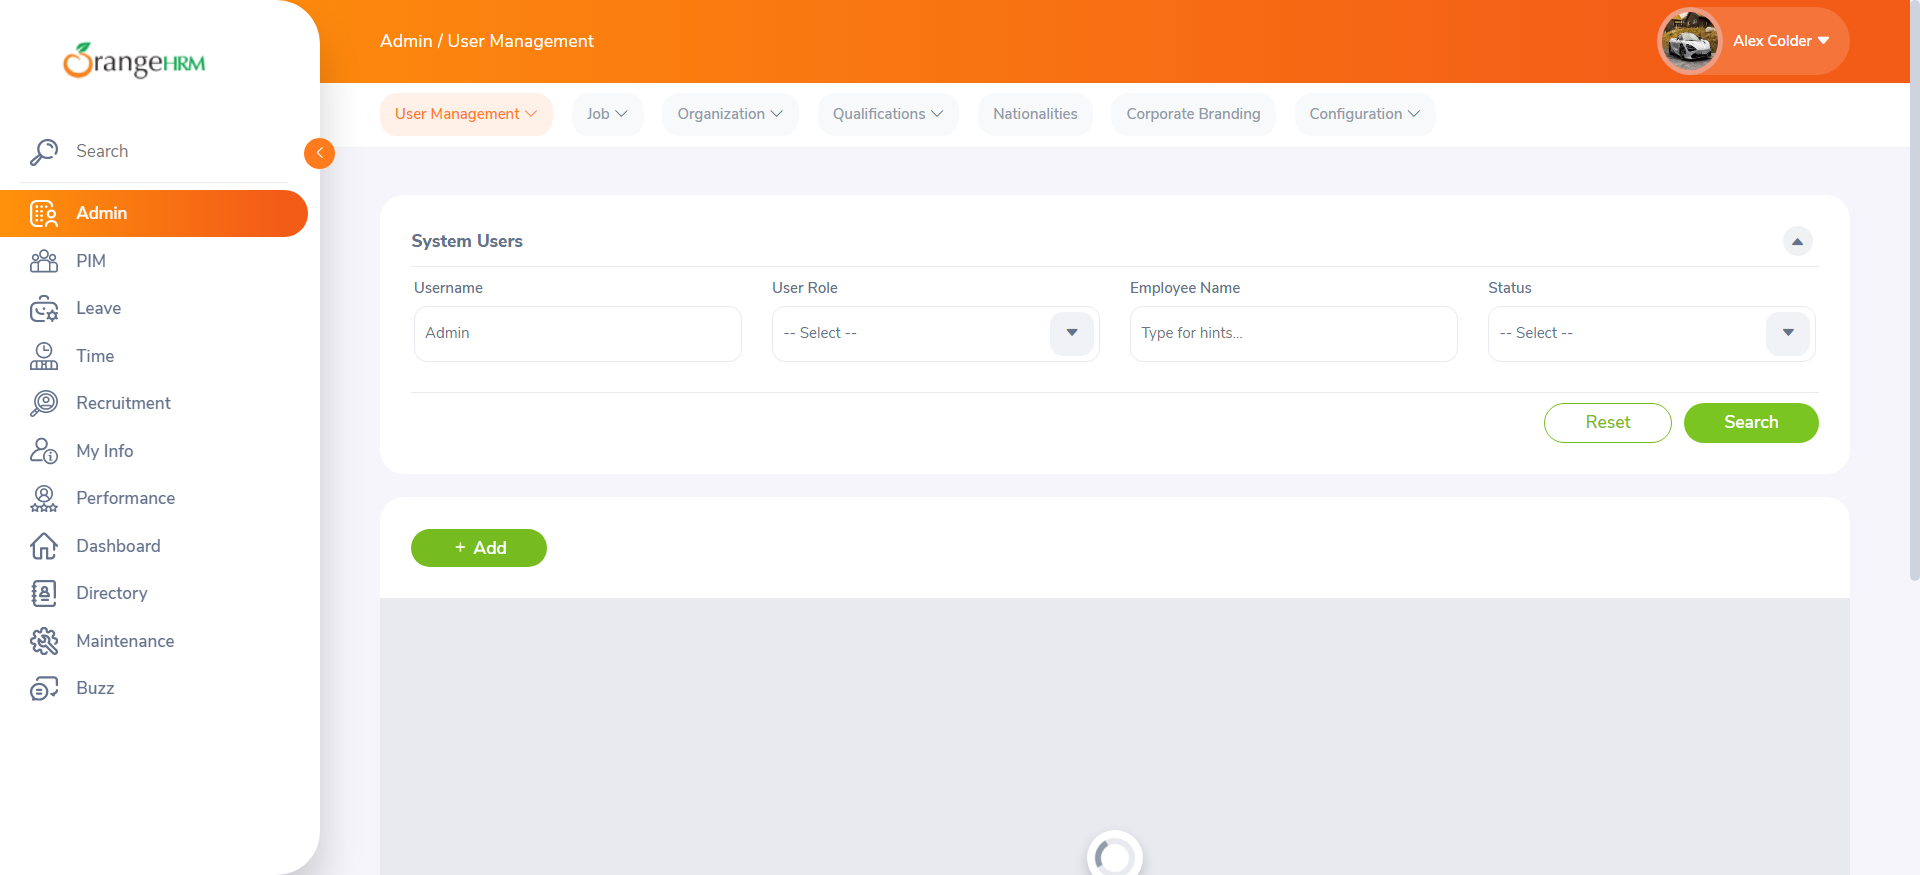 OrangeHRM
Search
Admin
PIM
Leave
Time
Recruitment
My Info
Performance
Dashboard
Directory
Maintenance
Buzz
Admin / User Management
Alex Colder
User Management
Job
Organization
Qualifications
Nationalities
Corporate Branding
Configuration
System Users
Username
User Role
Employee Name
Status
Admin
-- Select --
Type for hints...
-- Select --
Reset
Search
+ Add